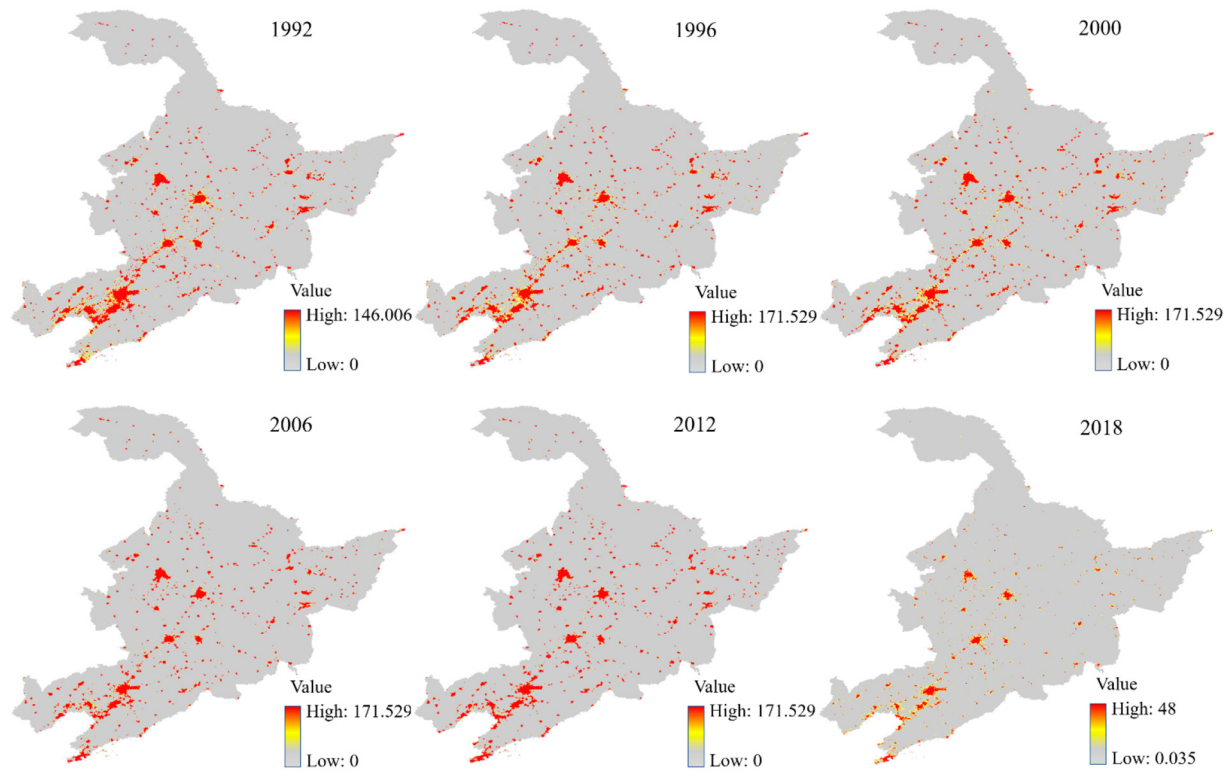 1992
Value
High: 146.006
Low: 0
1996
Value
High: 171.529
Low: 0
2000
Value
High: 171.529
Low: 0
2006
Value
High: 171.529
Low: 0
2012
Value
High: 171.529
Low: 0
2018
Value
High: 48
Low: 0.035